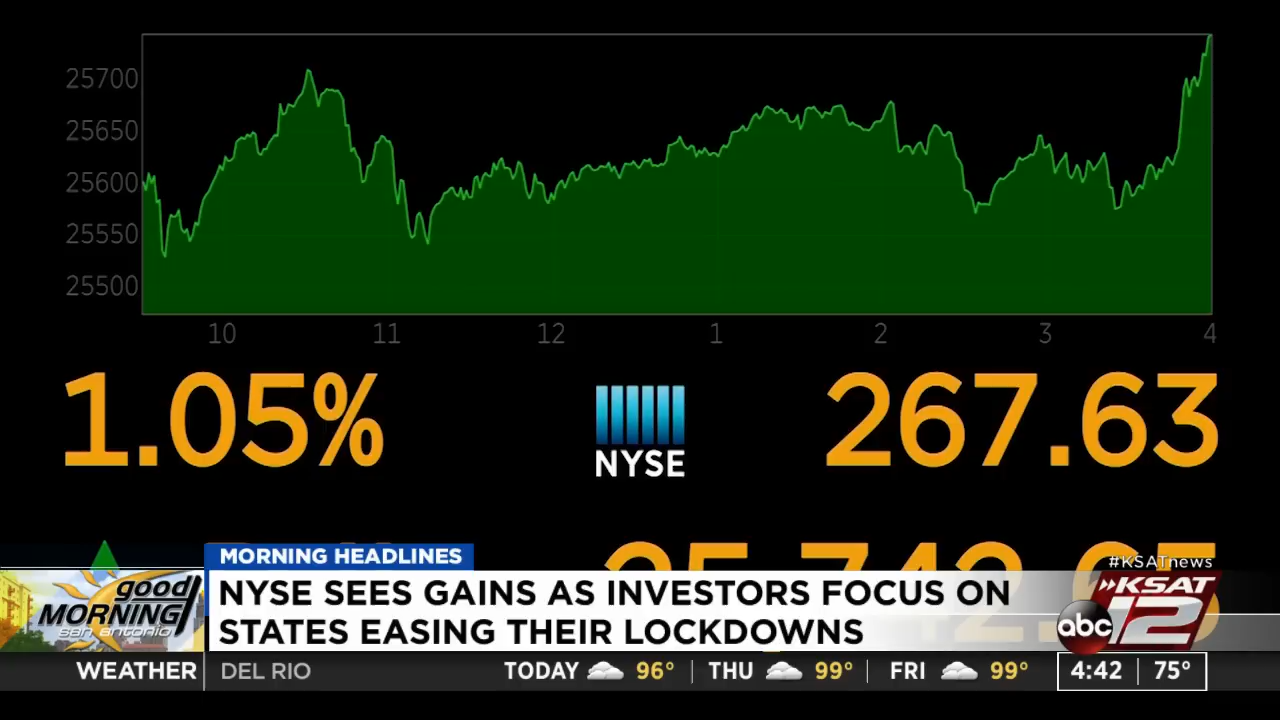 25700
25650
25600
25550
25500
10 11 12 1 2 3 4
1.05% 267.63
NYSE
MORNING HEADLINES
#KSATnews
good
MORNING
san antonio
NYSE SEES GAINS AS INVESTORS FOCUS ON
STATES EASING THEIR LOCKDOWNS
KSAT
abc 12
WEATHER DEL RIO TODAY 96° THU 99° FRI 99° 4:42 75°